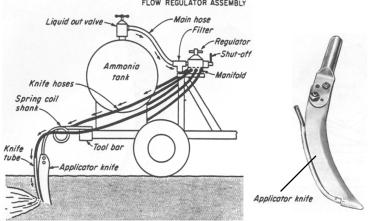 FLOW REGULATOR ASSEMBLY
Liquid out valve
Main hose
Filter
Regulator
Shut-off
Ammonia
tank
Manifold
Knife hoses
Spring coil
shank
Knife
tube
Tool bar
Applicator knife
Applicator knife